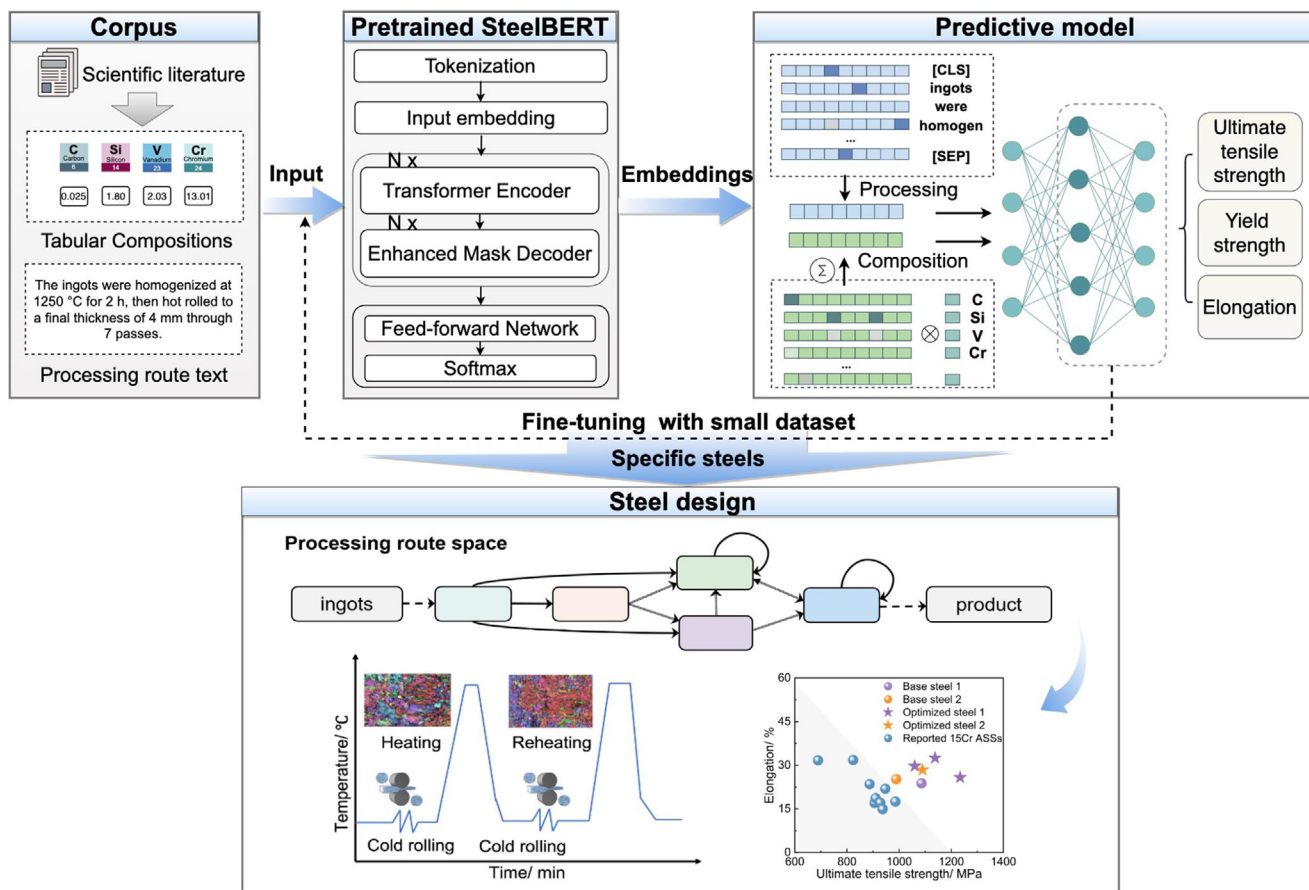 Corpus
Scientific literature
C
Carbon
6
Si
Silicon
14
V
Vanadium
23
Cr
Chromium
24
0.025
1.80
2.03
13.01
Tabular Compositions
The ingots were homogenized at
1250 °C for 2 h, then hot rolled to
a final thickness of 4 mm through
7 passes.
Processing route text
Input
Pretrained SteelBERT
Tokenization
Input embedding
N x
Transformer Encoder
N x
Enhanced Mask Decoder
Feed-forward Network
Softmax
Embeddings
Predictive model
[CLS]
ingots
were
homogen
...
[SEP]
Processing
Composition
Σ
C
Si
V
Cr
...
Ultimate
tensile
strength
Yield
strength
Elongation
Fine-tuning with small dataset
Specific steels
Steel design
Processing route space
ingots
product
Temperature/ ℃
Heating
Reheating
Cold rolling
Cold rolling
Time/ min
Elongation/ %
60
45
30
15
0
Base steel 1
Base steel 2
Optimized steel 1
Optimized steel 2
Reported 15Cr ASSs
600
800
1000
1200
1400
Ultimate tensile strength/ MPa